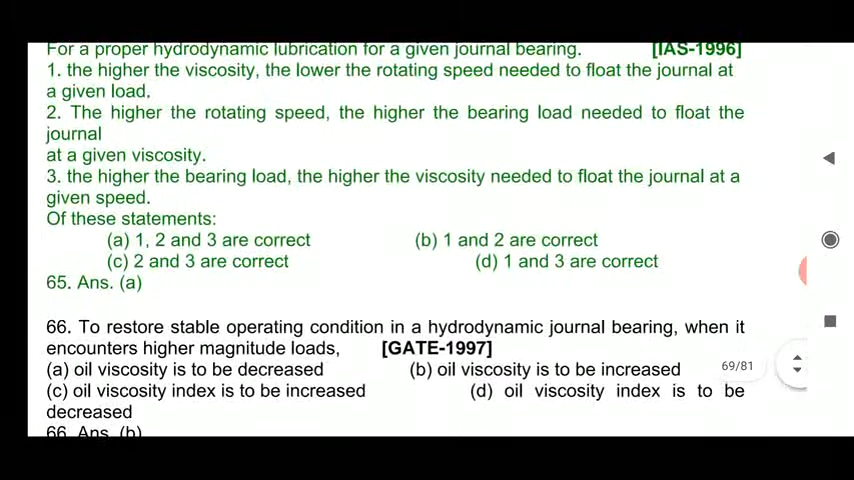 For a proper hydrodynamic lubrication for a given journal bearing. [IAS-1996]
1. the higher the viscosity, the lower the rotating speed needed to float the journal at
a given load.
2. The higher the rotating speed, the higher the bearing load needed to float the
journal
at a given viscosity.
3. the higher the bearing load, the higher the viscosity needed to float the journal at a
given speed.
Of these statements:
(a) 1, 2 and 3 are correct (b) 1 and 2 are correct
(c) 2 and 3 are correct (d) 1 and 3 are correct
65. Ans. (a)
66. To restore stable operating condition in a hydrodynamic journal bearing, when it
encounters higher magnitude loads, [GATE-1997]
(a) oil viscosity is to be decreased (b) oil viscosity is to be increased
69/81
(c) oil viscosity index is to be increased (d) oil viscosity index is to be
decreased
66. Ans. (b)